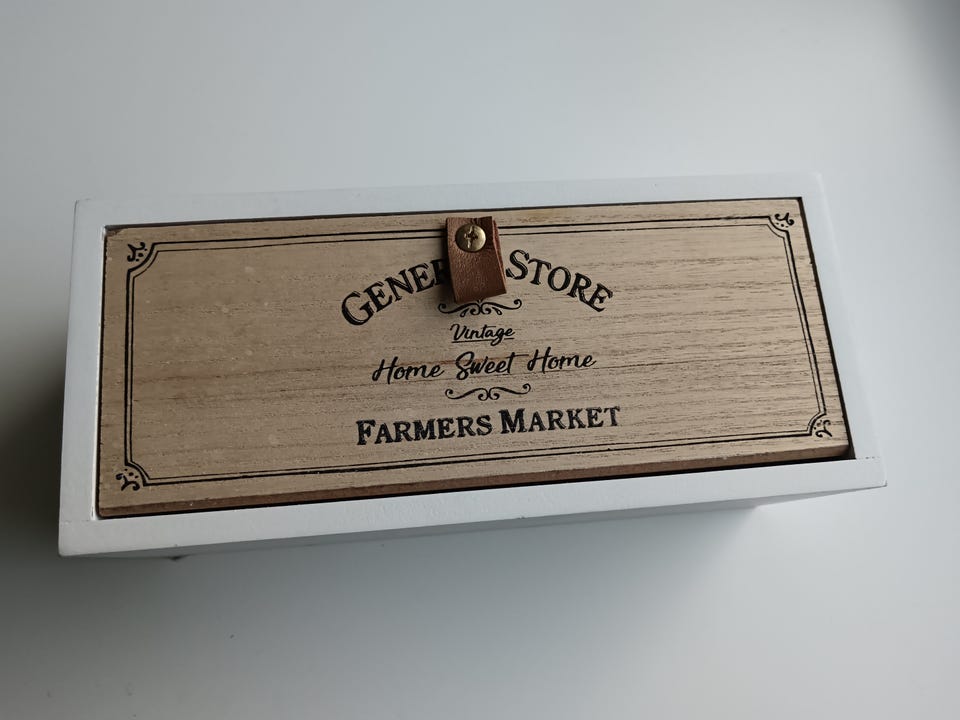 GENER STORE
Vintage
Home Sweet Home
FARMERS MARKET